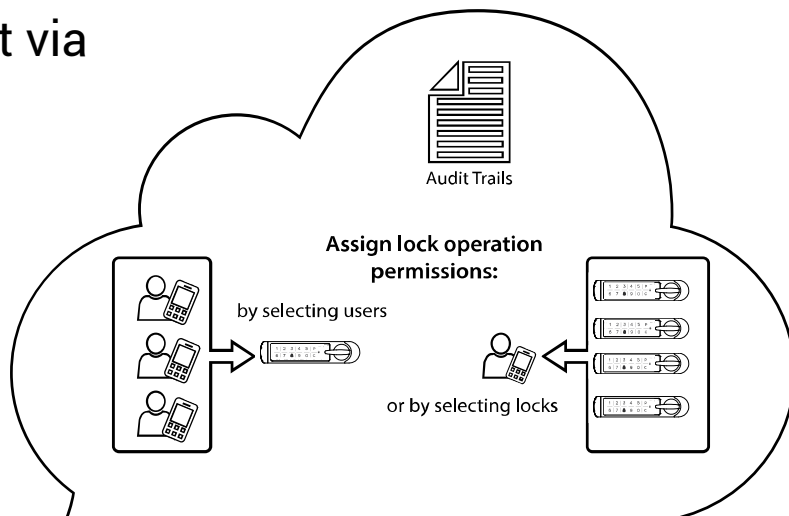 t via
Audit Trails
Assign lock operation
permissions:
by selecting users
or by selecting locks